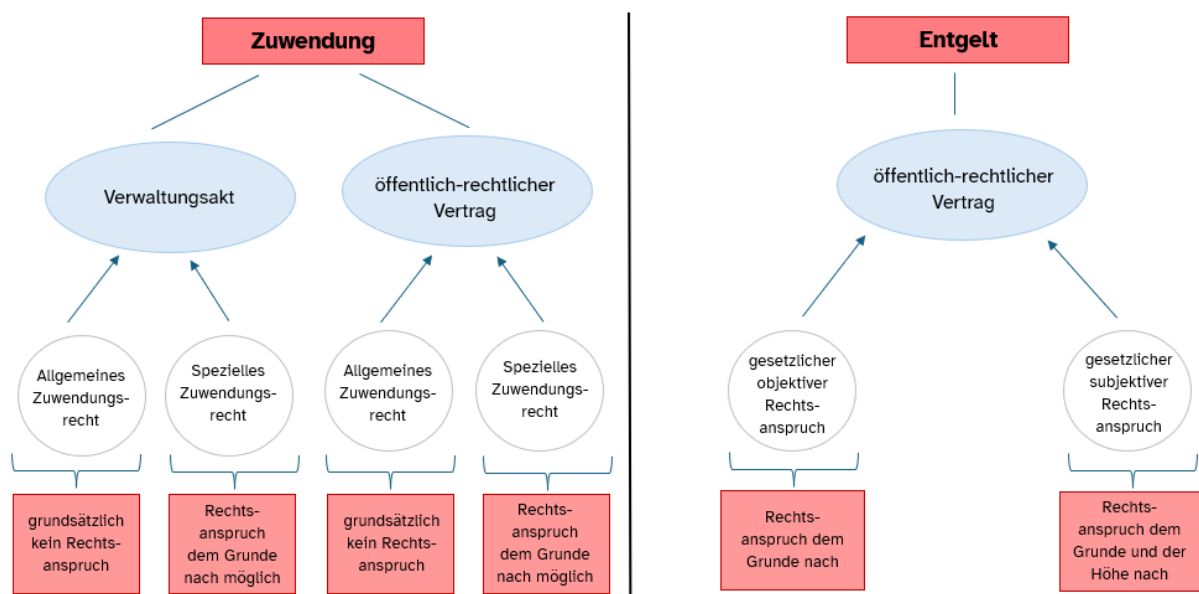 Zuwendung
Verwaltungsakt
öffentlich-rechtlicher
Vertrag
Allgemeines
Zuwendungs-
recht
Spezielles
Zuwendungs-
recht
Allgemeines
Zuwendungs-
recht
Spezielles
Zuwendungs-
recht
grundsätzlich
kein Rechts-
anspruch
Rechts-
anspruch
dem Grunde
nach möglich
grundsätzlich
kein Rechts-
anspruch
Rechts-
anspruch
dem Grunde
nach möglich
Entgelt
öffentlich-rechtlicher
Vertrag
gesetzlicher
objektiver
Rechts-
anspruch
gesetzlicher
subjektiver
Rechts-
anspruch
Rechts-
anspruch dem
Grunde nach
Rechts-
anspruch dem
Grunde und der
Höhe nach